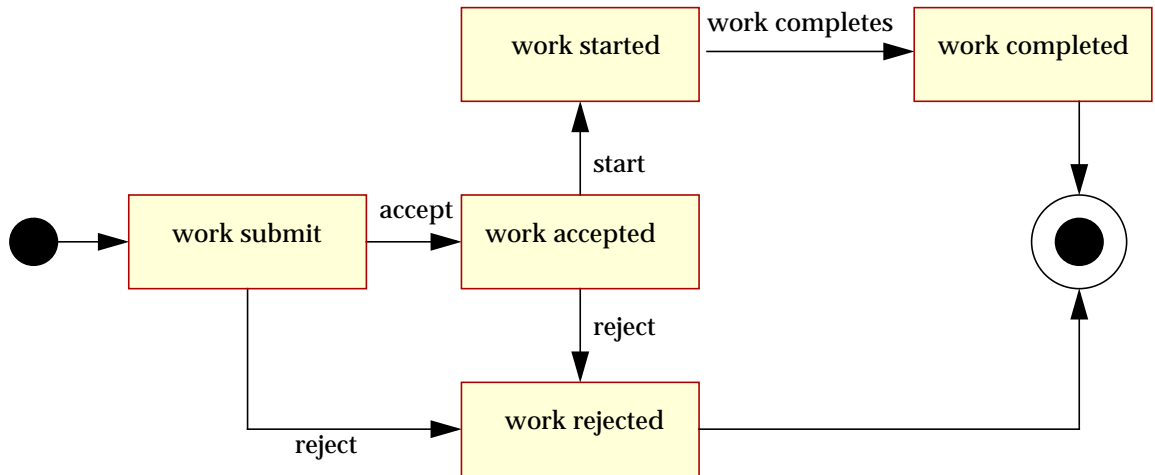 work started
work completes
work completed
start
work submit
accept
work accepted
reject
work rejected
reject